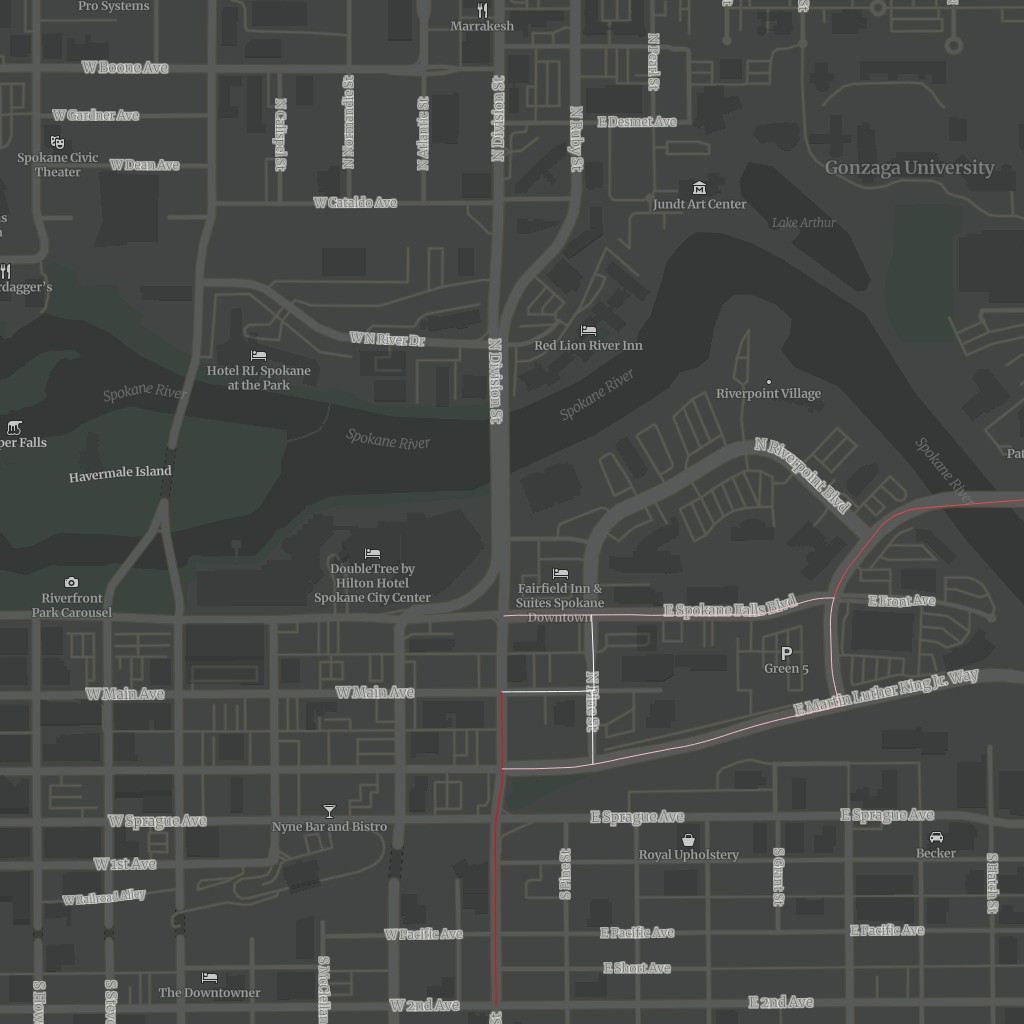 Pro Systems
Marrakesh
W Boone Ave
N Pearl St
W Gardner Ave
N Calispel St
N Normandie St
N Atlantic St
N Division St
N Ruby St
E Desmet Ave
Spokane Civic
Theater
W Dean Ave
Gonzaga University
W Cataldo Ave
Jundt Art Center
Lake Arthur
W N River Dr
Red Lion River Inn
Hotel RL Spokane
at the Park
N Division St
Spokane River
Spokane River
Riverpoint Village
Spokane River
per Falls
N Riverpoint Blvd
Spokane River
Havermale Island
DoubleTree by
Hilton Hotel
Spokane City Center
Fairfield Inn &
Suites Spokane
Downtown
Riverfront
Park Carousel
E Spokane Falls Blvd
E Front Ave
P
Green 5
W Main Ave
W Main Ave
N Pine St
E Martin Luther King Jr. Way
W Sprague Ave
Nyne Bar and Bistro
E Sprague Ave
E Sprague Ave
Royal Upholstery
Becker
W 1st Ave
S Pine St
S Grant St
S Hatch St
W Railroad Alley
W Pacific Ave
E Pacific Ave
E Pacific Ave
E Short Ave
The Downtowner
W 2nd Ave
E 2nd Ave